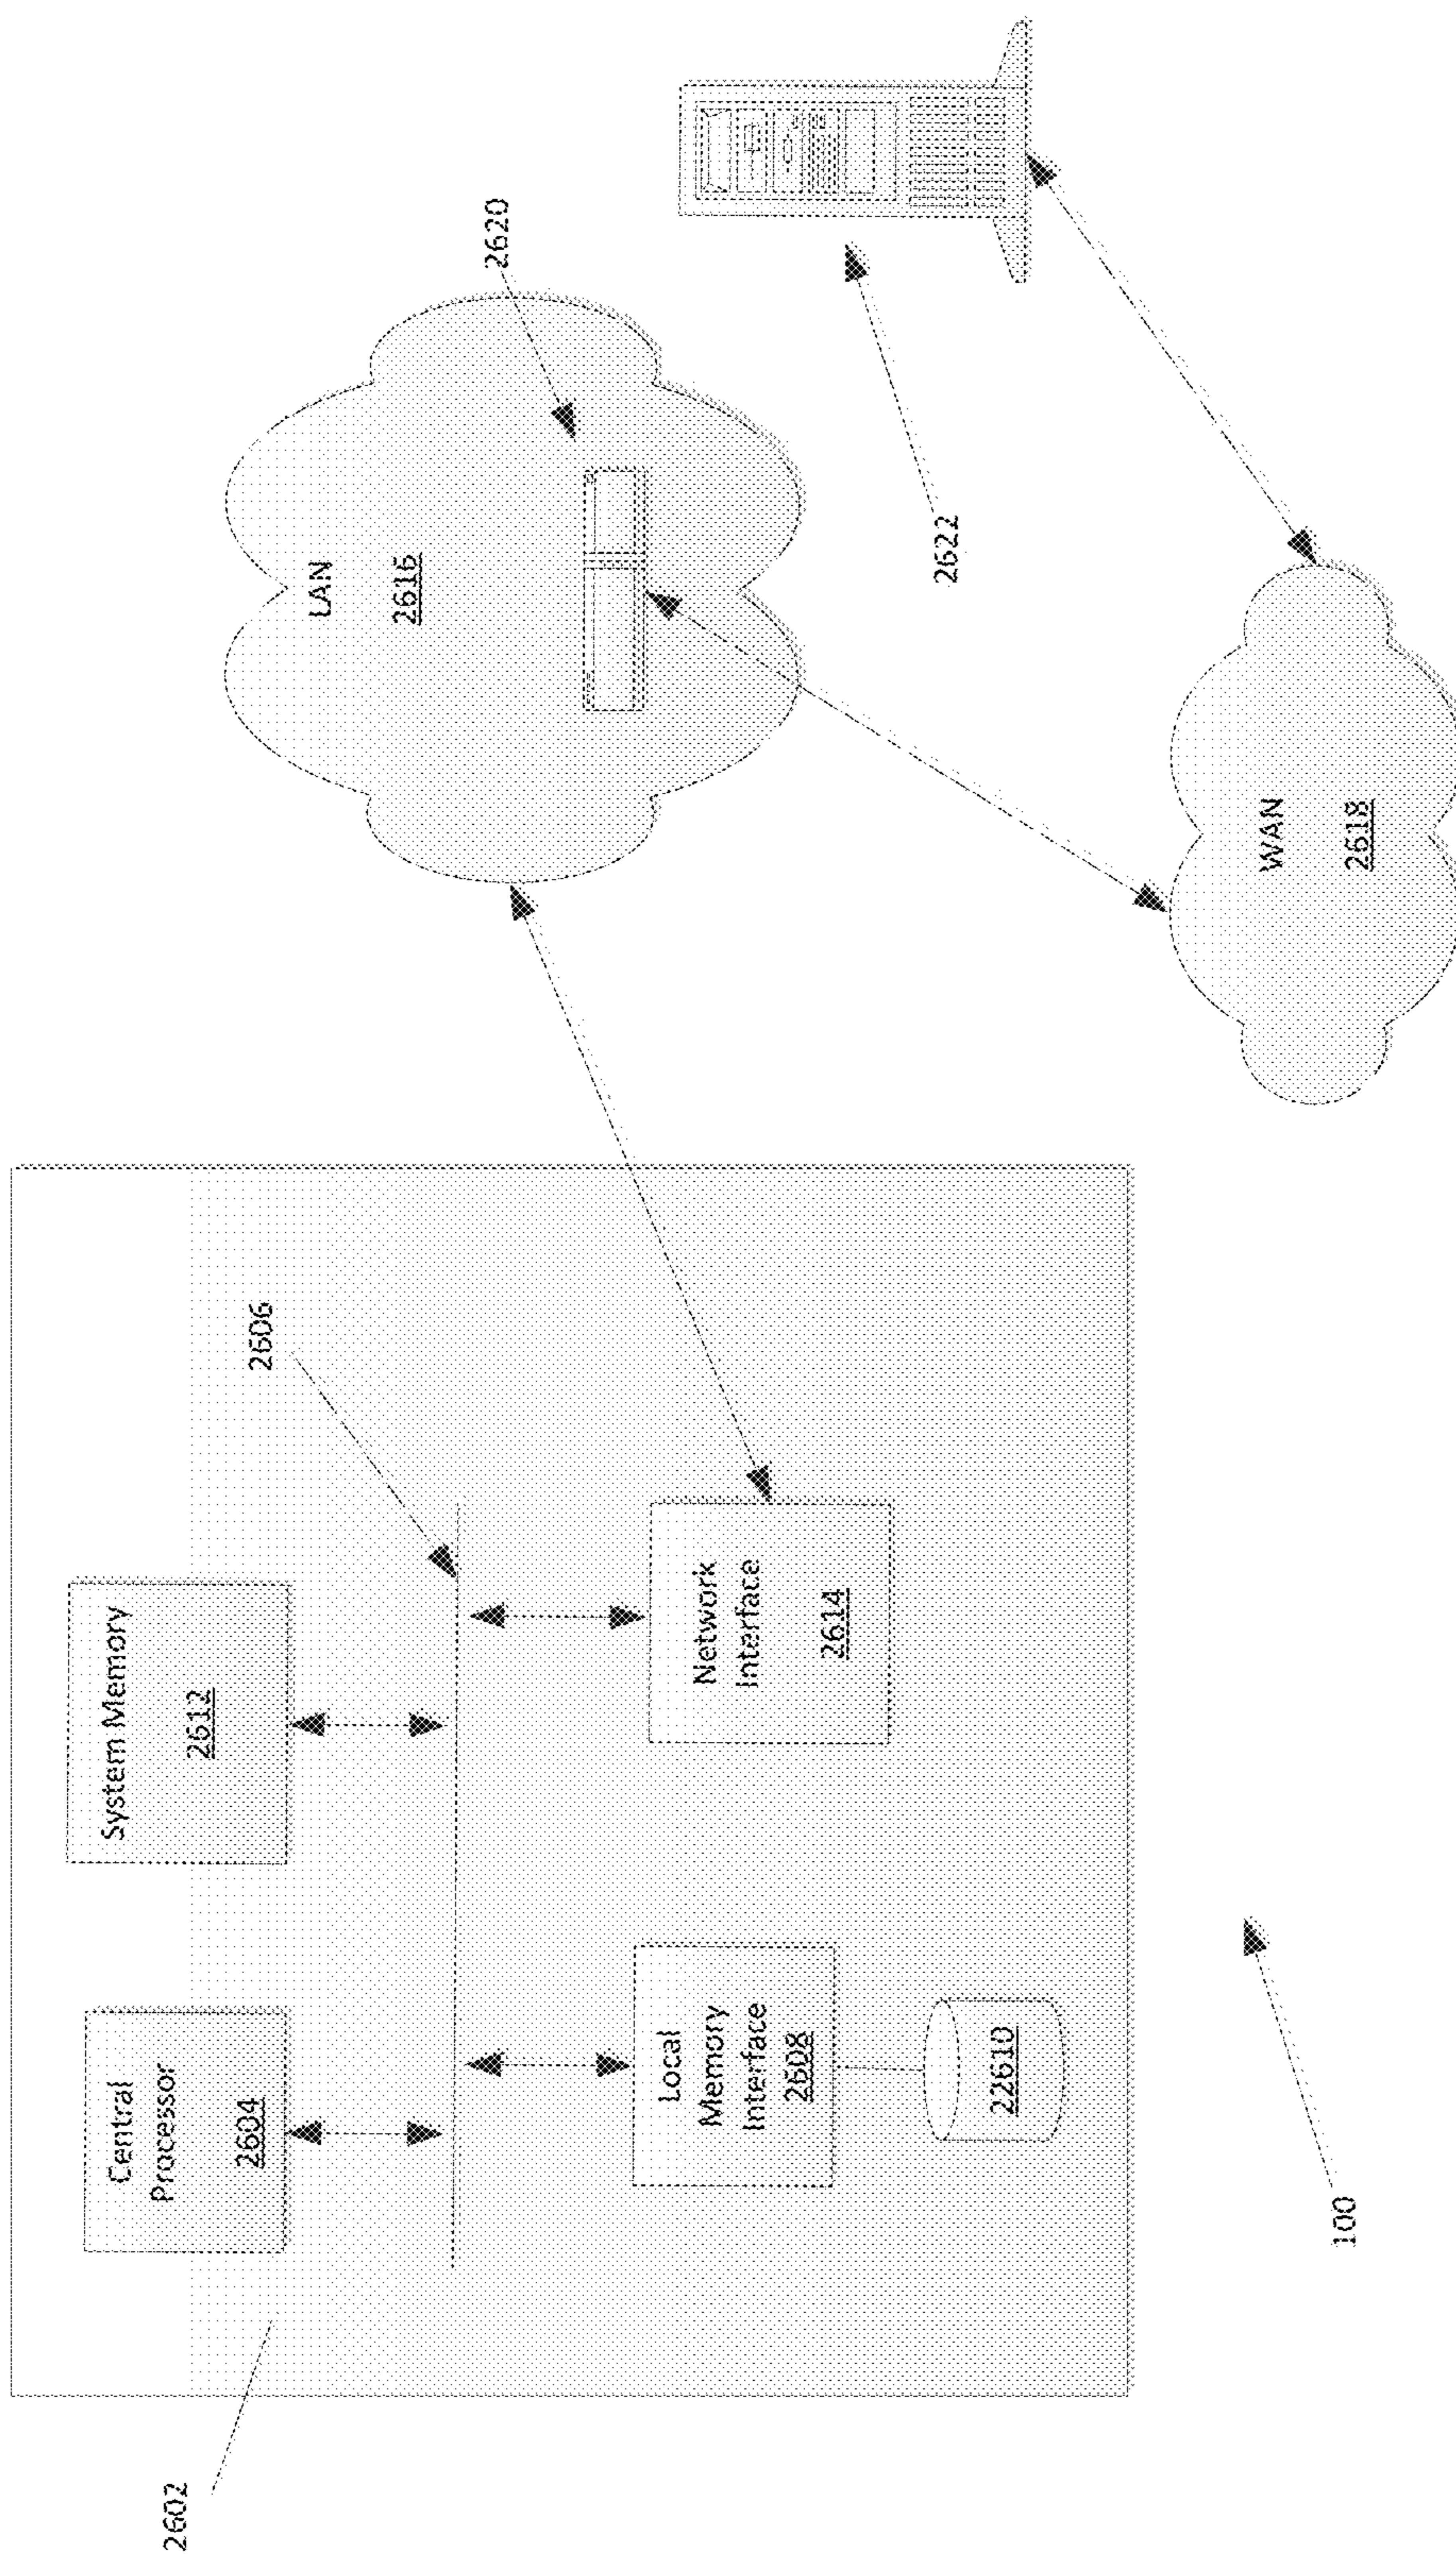 2602
Central
Processor
2604
System Memory
2612
2606
Local
Memory
Interface
2608
22610
Network
Interface
2614
100
LAN
2616
2620
2622
WAN
2618